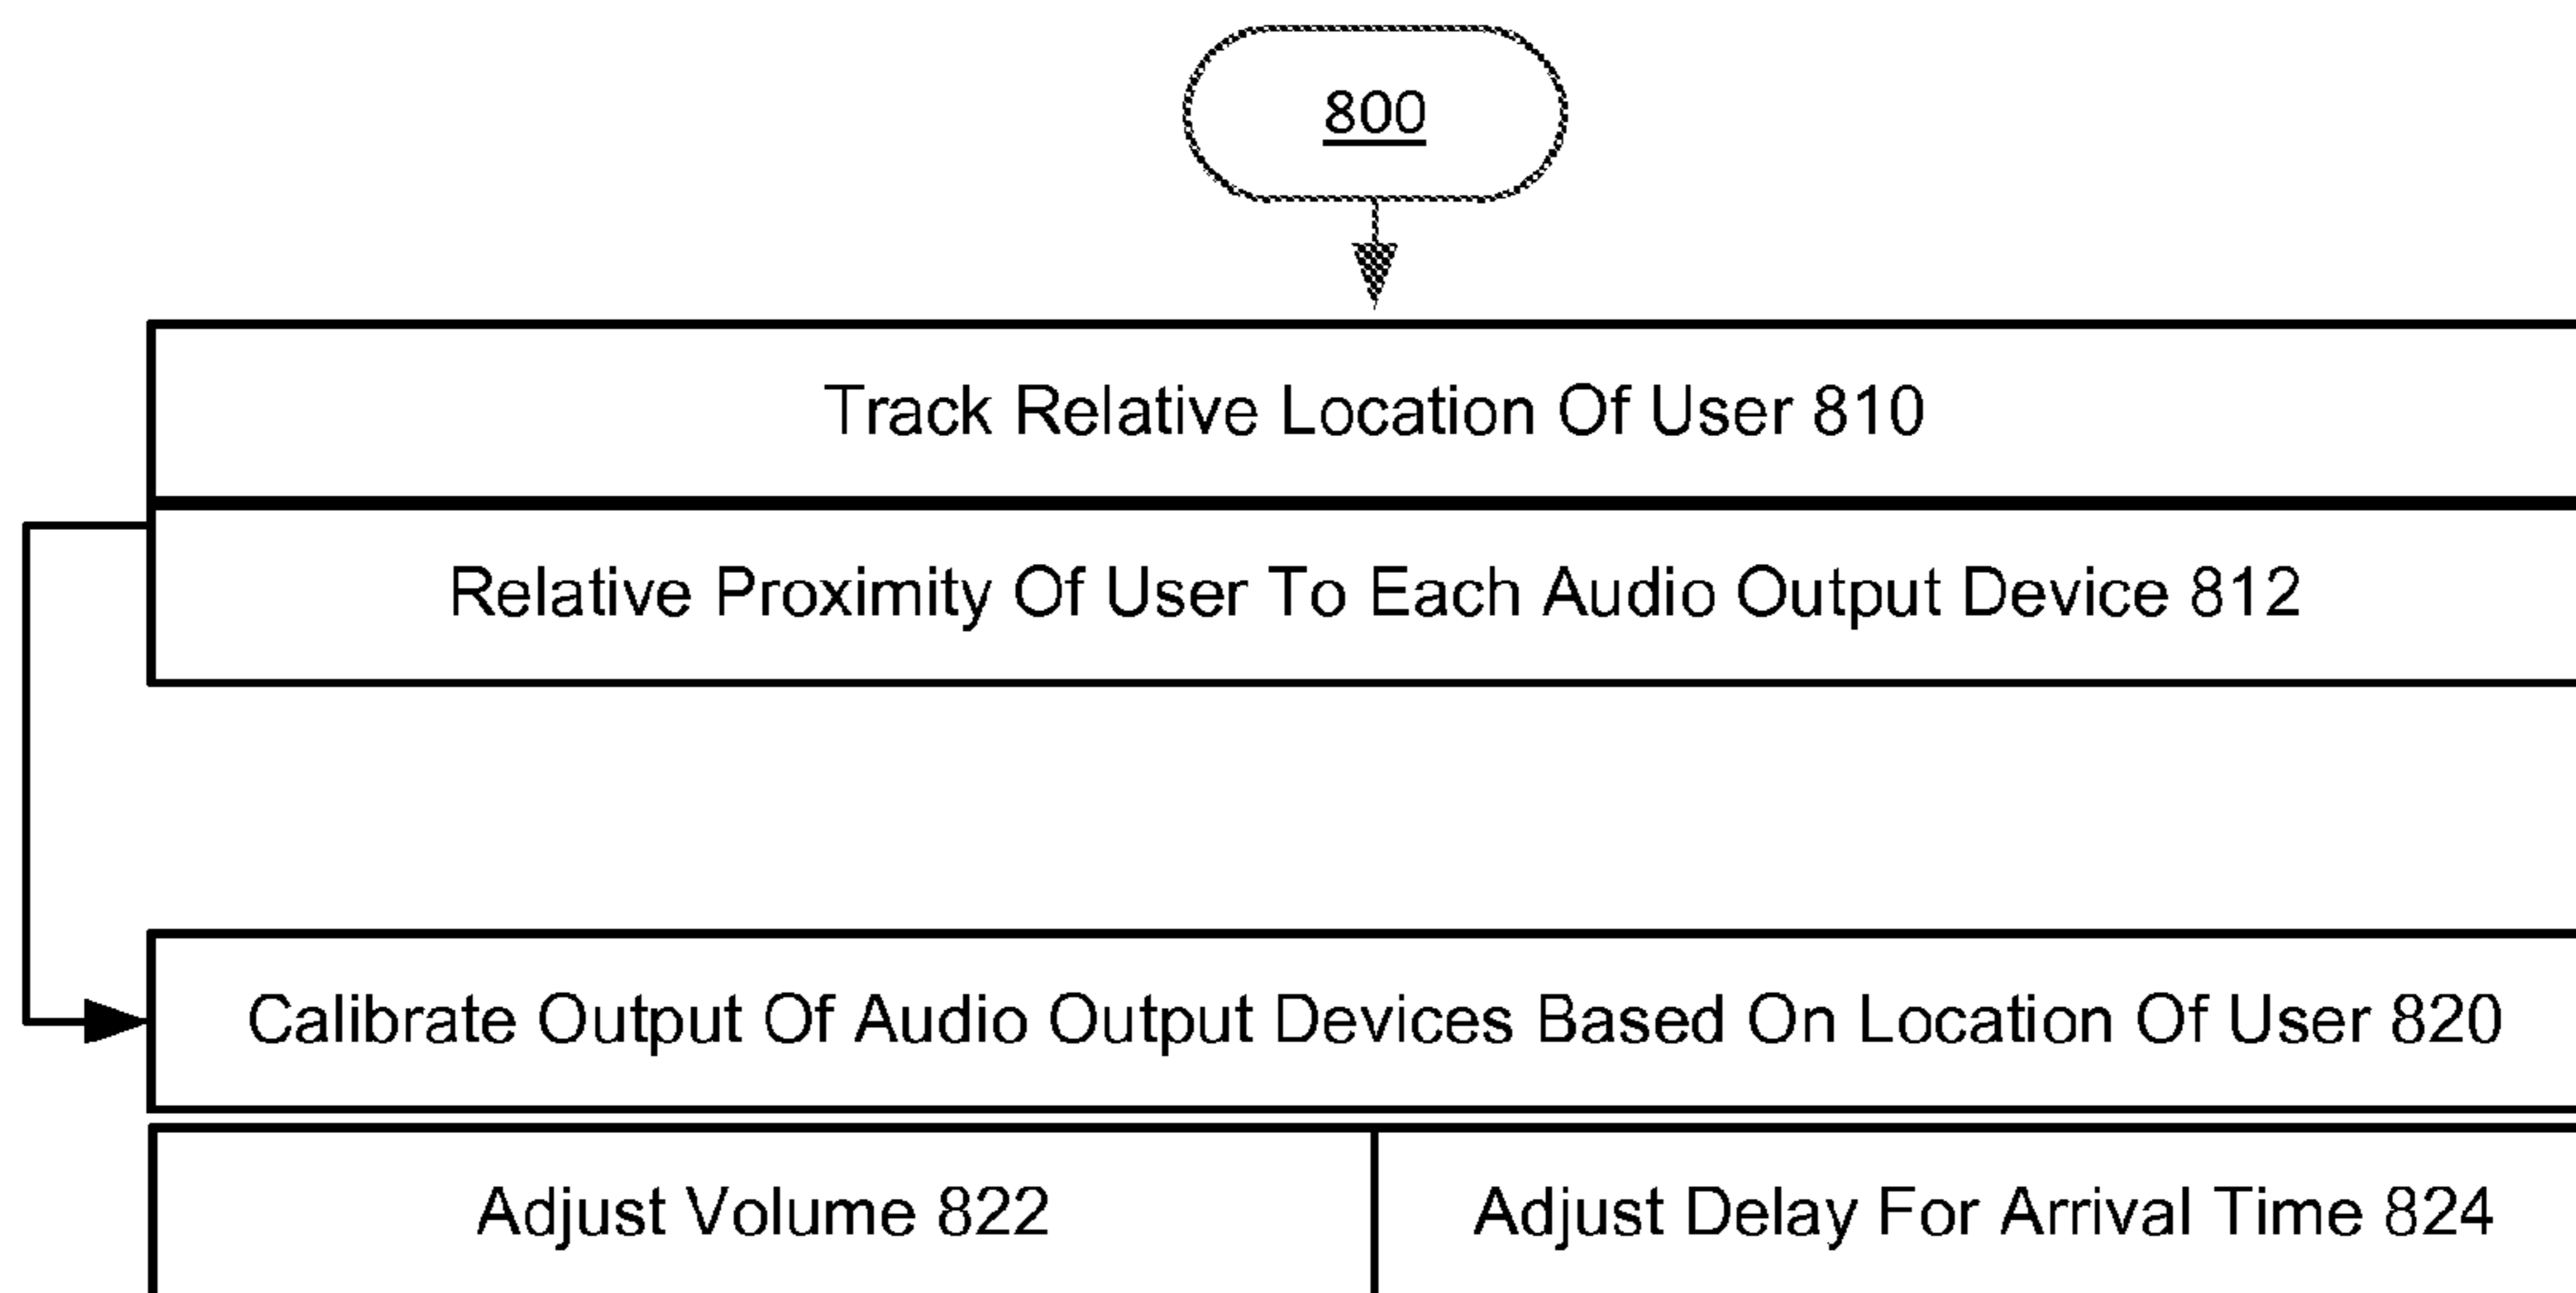 800
Track Relative Location Of User 810
Relative Proximity Of User To Each Audio Output Device 812
Calibrate Output Of Audio Output Devices Based On Location Of User 820
Adjust Volume 822
Adjust Delay For Arrival Time 824